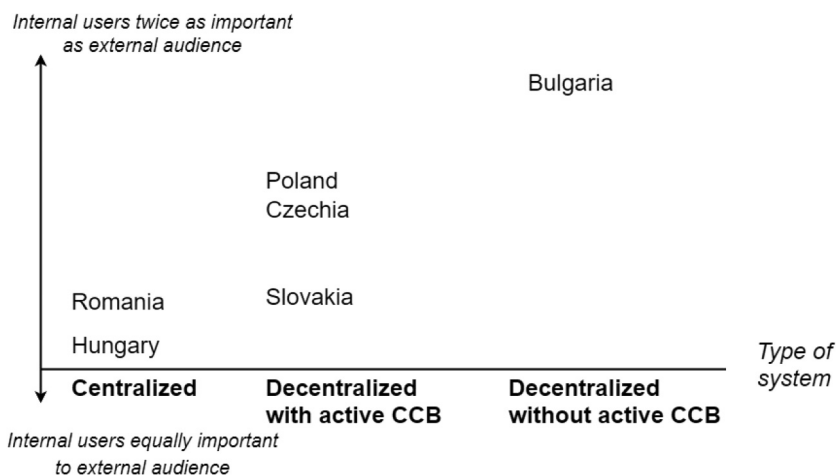 Internal users twice as important
as external audience
Bulgaria
Poland
Czechia
Romania
Slovakia
Hungary
Type of
system
Centralized
Decentralized
with active CCB
Decentralized
without active CCB
Internal users equally important
to external audience